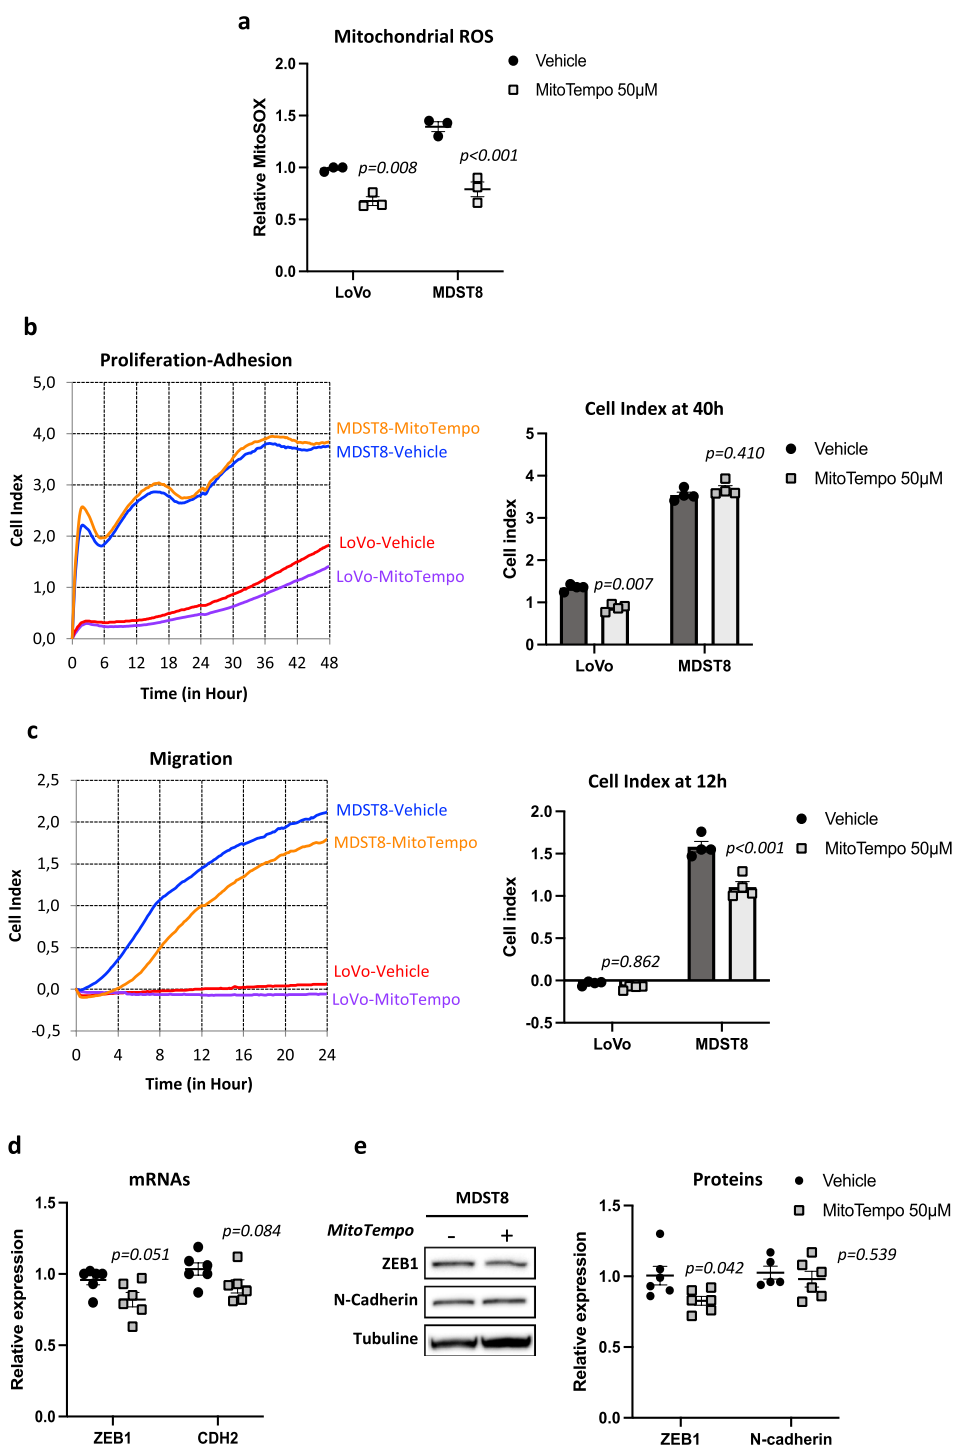 a
Mitochondrial ROS
Vehicle
MitoTempo 50µM
Relative MitoSOX
2.0
1.5
1.0
0.5
0.0
p=0.008
p<0.001
LoVo
MDST8
b
Proliferation-Adhesion
Cell Index
5,0
4,0
3,0
2,0
1,0
0,0
0 6 12 18 24 30 36 42 48
Time (in Hour)
MDST8-MitoTempo
MDST8-Vehicle
LoVo-Vehicle
LoVo-MitoTempo
Cell Index at 40h
Vehicle
MitoTempo 50µM
Cell index
5
4
3
2
1
0
p=0.007
p=0.410
LoVo
MDST8
c
Migration
Cell Index
2,5
2,0
1,5
1,0
0,5
0,0
-0,5
0 4 8 12 16 20 24
Time (in Hour)
MDST8-Vehicle
MDST8-MitoTempo
LoVo-Vehicle
LoVo-MitoTempo
Cell Index at 12h
Vehicle
MitoTempo 50µM
Cell index
2.0
1.5
1.0
0.5
0.0
-0.5
p=0.862
p<0.001
LoVo
MDST8
d
mRNAs
Relative expression
1.5
1.0
0.5
0.0
p=0.051
p=0.084
ZEB1
CDH2
e
MDST8
MitoTempo - +
ZEB1
N-Cadherin
Tubuline
Proteins
Vehicle
MitoTempo 50µM
Relative expression
1.5
1.0
0.5
0.0
p=0.042
p=0.539
ZEB1
N-cadherin